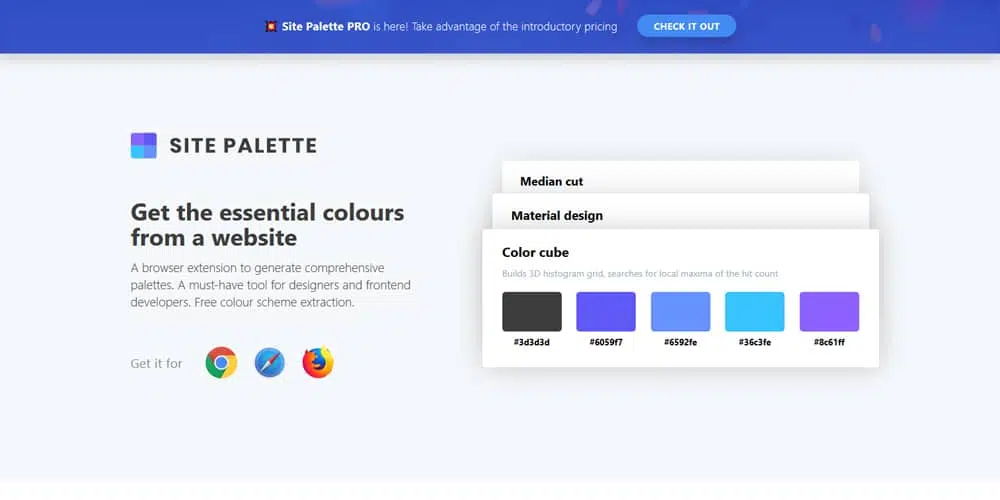 Site Palette PRO is here! Take advantage of the introductory pricing CHECK IT OUT
SITE PALETTE
Get the essential colours
from a website
A browser extension to generate comprehensive
palettes. A must-have tool for designers and frontend
developers. Free colour scheme extraction.
Get it for
Median cut
Material design
Color cube
Builds 3D histogram grid, searches for local maxima of the hit count
#3d3d3d #6059f7 #6592fe #36c3fe #8c61ff